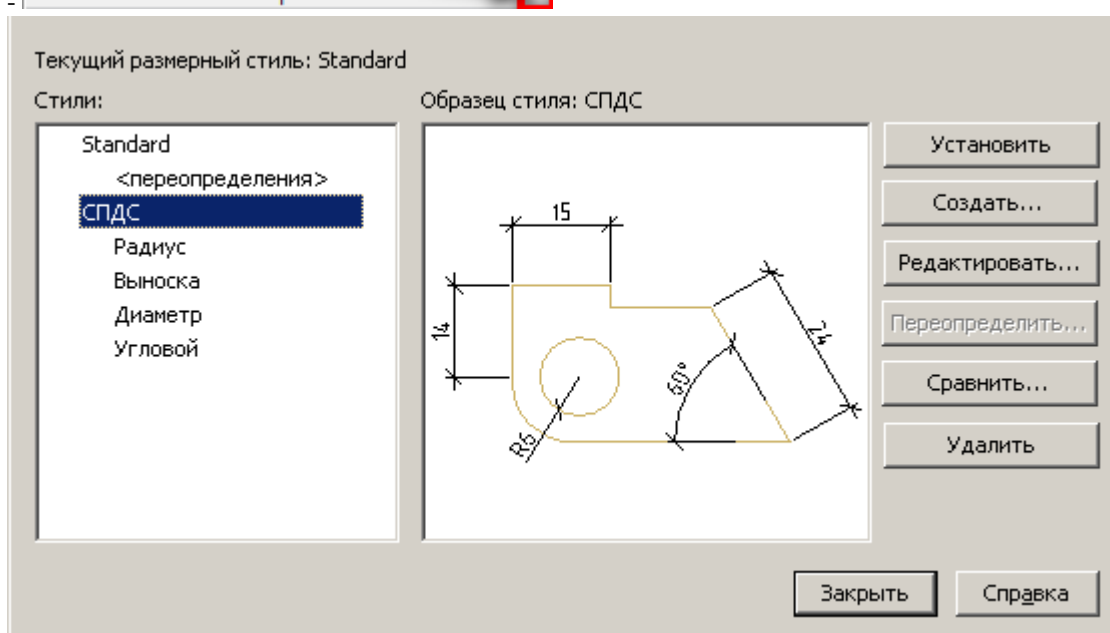 Текущий размерный стиль: Standard
Стили:
Образец стиля: СПДС
Standard
<переопределения>
СПДС
Радиус
Выноска
Диаметр
Угловой
15
14
24
60°
R6
Установить
Создать...
Редактировать...
Переопределить...
Сравнить...
Удалить
Закрыть
Справка